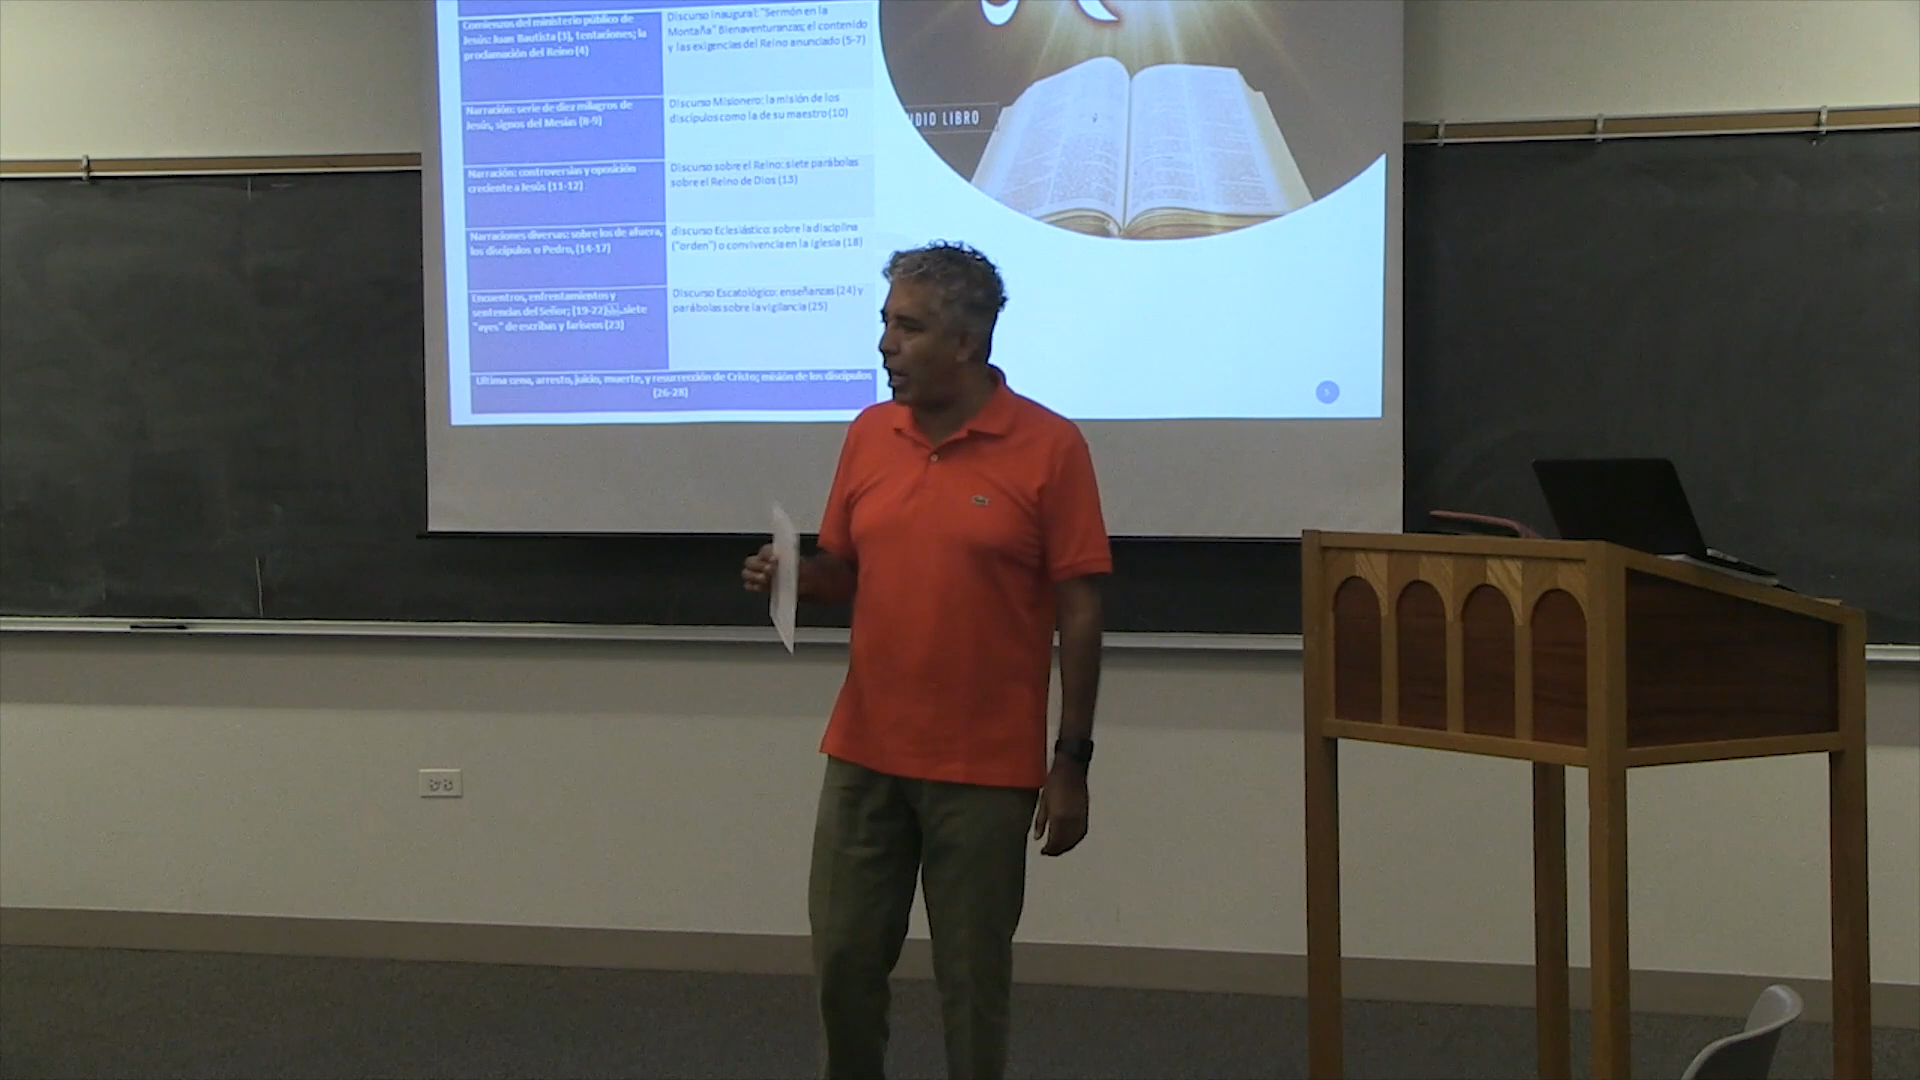 Comienzos del ministerio público de
Jesús: Juan Bautista (3), tentaciones; la
proclamación del Reino (4)
Discurso inaugural: "Sermón en la
Montaña" Bienaventuranzas; el contenido
y las exigencias del Reino anunciado (5-7)
Narración: serie de diez milagros de
Jesús, signos del Mesías (8-9)
Discurso Misionero: la misión de los
discípulos como la de su maestro (10)
Narración: controversias y oposición
creciente a Jesús (11-12)
Discurso sobre el Reino: siete parábolas
sobre el Reino de Dios (13)
Narraciones diversas: sobre los de afuera,
los discípulos o Pedro, (14-17)
discurso Eclesiástico: sobre la disciplina
("orden") o convivencia en la Iglesia (18)
Encuentros, enfrentamientos y
sentencias del Señor; (19-22) siete
"ayes" de escribas y fariseos (23)
Discurso Escatológico: enseñanzas (24) y
parábolas sobre la vigilancia (25)
Ultima cena, arresto, juicio, muerte, y resurrección de Cristo; misión de los discípulos
(26-28)
UDIO LIBRO
5